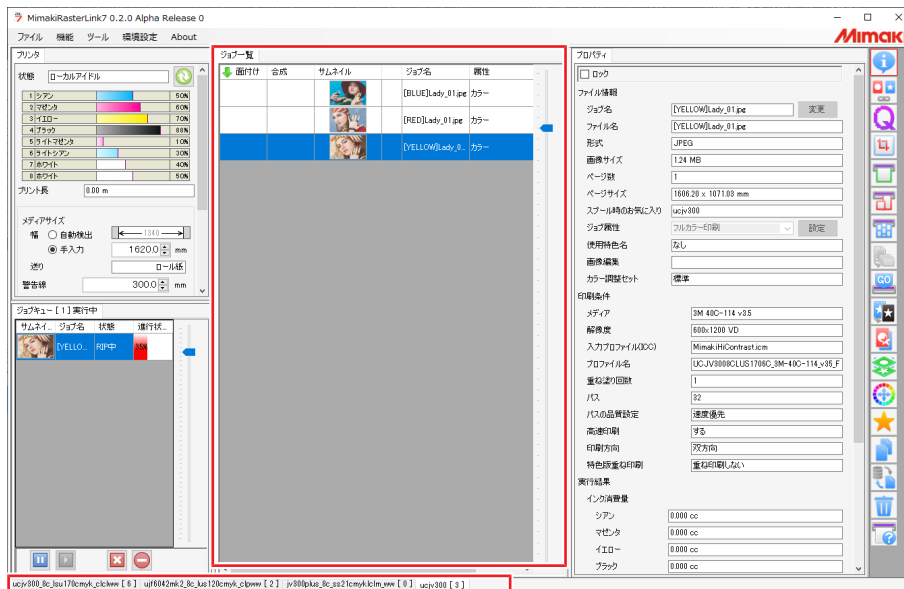 MimakiRasterLink7 0.2.0 Alpha Release 0
ファイル 機能 ツール 環境設定 About
Mimaki
プリンタ
状態 ローカルアイドル
1 シアン 50%
2 マゼンタ 60%
3 イエロー 70%
4 ブラック 88%
5 ライトマゼンタ 10%
6 ライトシアン 30%
7 ホワイト 40%
8 ホワイト 50%
プリント長 0.00 m
メディアサイズ
幅 自動検出 1340
手入力 1620.0 mm
送り ロール紙
警告線 300.0 mm
ジョブキュー [ 1 ] 実行中
サムネイ... ジョブ名 状態 進行状...
[YELLO... RIP中 35%
ジョブ一覧
面付け 合成 サムネイル ジョブ名 属性
[BLUE]Lady_01.jpg カラー
[RED]Lady_01.jpg カラー
[YELLOW]Lady_0... カラー
プロパティ
ロック
ファイル情報
ジョブ名 [YELLOW]Lady_01.jpg 変更
ファイル名 [YELLOW]Lady_01.jpg
形式 JPEG
画像サイズ 1.24 MB
ページ数 1
ページサイズ 1606.20 × 1071.03 mm
スプール時のお気に入り ucjv300
ジョブ属性 フルカラー印刷 設定
使用特色名 なし
画像編集
カラー調整セット 標準
印刷条件
メディア 3M 40C-114 v3.5
解像度 600x1200 VD
入力プロファイル(ICC) MimakiHiContrast.icm
プロファイル名 UCJV3008CLUS1706C_3M-40C-114_v35_F
重ね塗り回数 1
パス 32
パスの品質設定 速度優先
高速印刷 する
印刷方向 双方向
特色版重ね印刷 重ね印刷しない
実行結果
インク消費量
シアン 0.000 cc
マゼンタ 0.000 cc
イエロー 0.000 cc
ブラック 0.000 cc
ucjv300_8c_lsu170cmyk_clclww [ 6 ] ujf6042mk2_8c_lus120cmyk_clpww [ 2 ] jv300plus_8c_ss21cmyklclm_ww [ 0 ] ucjv300 [ 3 ]